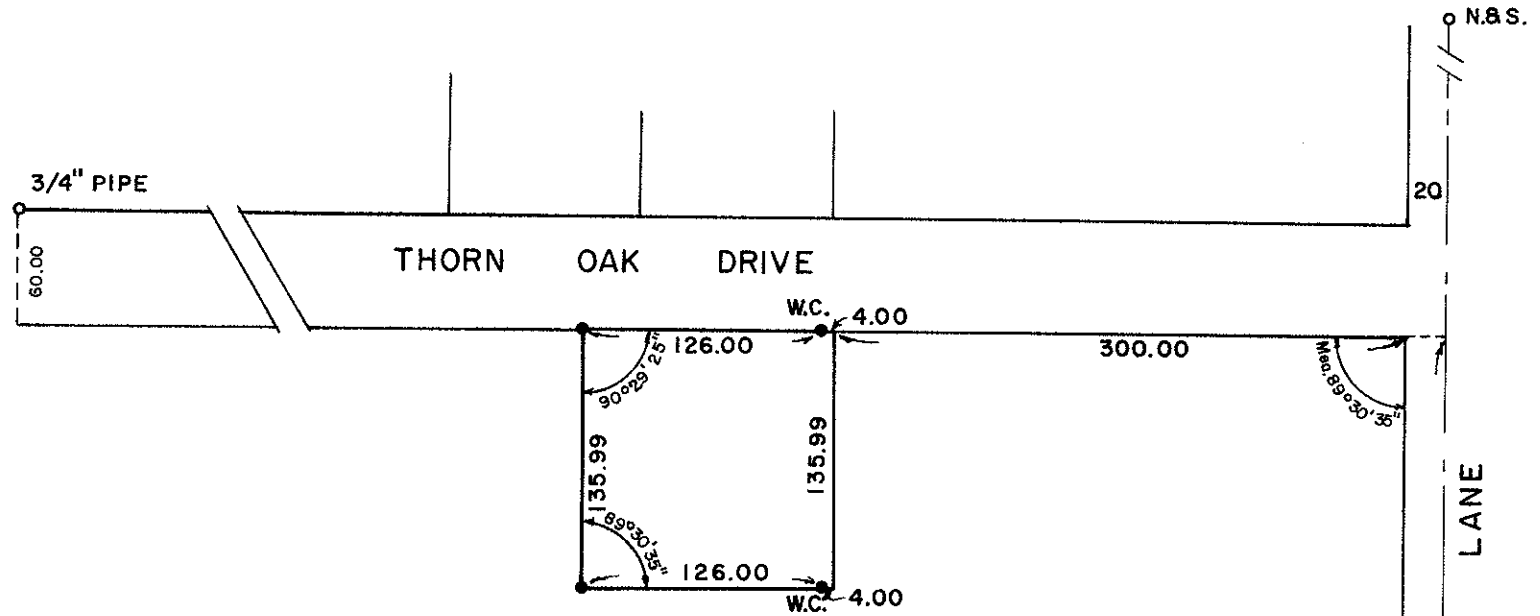 N.&S.
3/4" PIPE
20
60.00
THORN OAK DRIVE
W.C.
4.00
126.00
300.00
90°29'25"
Mea. 89°30'35"
135.99
135.99
89°30'35"
126.00
W.C.
4.00
LANE